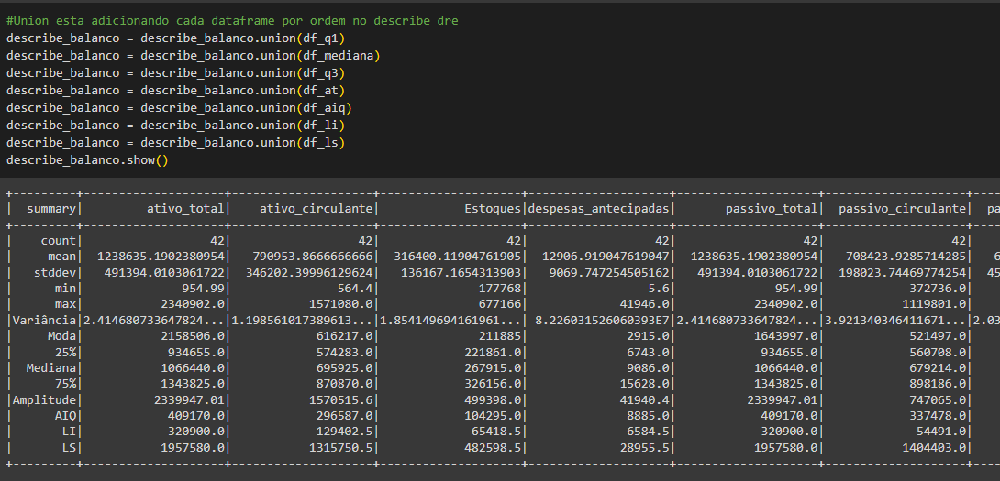 #Union esta adicionando cada dataframe por ordem no describe_dre
describe_balanco = describe_balanco.union(df_q1)
describe_balanco = describe_balanco.union(df_mediana)
describe_balanco = describe_balanco.union(df_q3)
describe_balanco = describe_balanco.union(df_at)
describe_balanco = describe_balanco.union(df_aiq)
describe_balanco = describe_balanco.union(df_li)
describe_balanco = describe_balanco.union(df_ls)
describe_balanco.show()
+---------+--------------------+--------------------+--------------------+--------------------+--------------------+--------------------+----
|  summary|         ativo_total|    ativo_circulante|            Estoques|despesas_antecipadas|       passivo_total|  passivo_circulante|  pa
+---------+--------------------+--------------------+--------------------+--------------------+--------------------+--------------------+----
|    count|                  42|                  42|                  42|                  42|                  42|                  42|
|     mean|  1238635.1902380954|   790953.8666666666|  316400.11904761905|  12906.919047619047|  1238635.1902380954|   708423.9285714285|   6
|   stddev|   491394.0103061722|  346202.39996129624|   136167.1654313903|   9069.747254505162|   491394.0103061722|  198023.74469774254|  45
|      min|              954.99|               564.4|              177768|                 5.6|              954.99|            372736.0|
|      max|           2340902.0|           1571080.0|              677166|             41946.0|           2340902.0|           1119801.0|
|Variância|2.414680733647824...|1.198561017389613...|1.854149694161961...| 8.226031526060393E7|2.414680733647824...|3.921340346411671...|2.03
|     Moda|           2158506.0|            616217.0|              211885|              2915.0|           1643997.0|            521497.0|
|      25%|            934655.0|            574283.0|            221861.0|              6743.0|            934655.0|            560708.0|
|  Mediana|           1066440.0|            695925.0|            267915.0|              9086.0|           1066440.0|            679214.0|
|      75%|           1343825.0|            870870.0|            326156.0|             15628.0|           1343825.0|            898186.0|
|Amplitude|          2339947.01|           1570515.6|            499398.0|             41940.4|          2339947.01|            747065.0|
|      AIQ|            409170.0|            296587.0|            104295.0|              8885.0|            409170.0|            337478.0|
|       LI|            320900.0|            129402.5|             65418.5|             -6584.5|            320900.0|             54491.0|
|       LS|           1957580.0|           1315750.5|            482598.5|             28955.5|           1957580.0|           1404403.0|
+---------+--------------------+--------------------+--------------------+--------------------+--------------------+--------------------+----